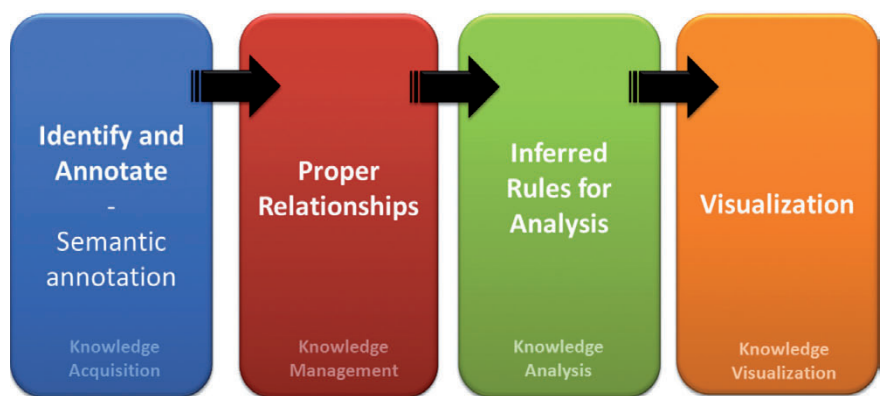 Identify and
Annotate
-
Semantic
annotation
Knowledge
Acquisition
Proper
Relationships
Knowledge
Management
Inferred
Rules for
Analysis
Knowledge
Analysis
Visualization
Knowledge
Visualization